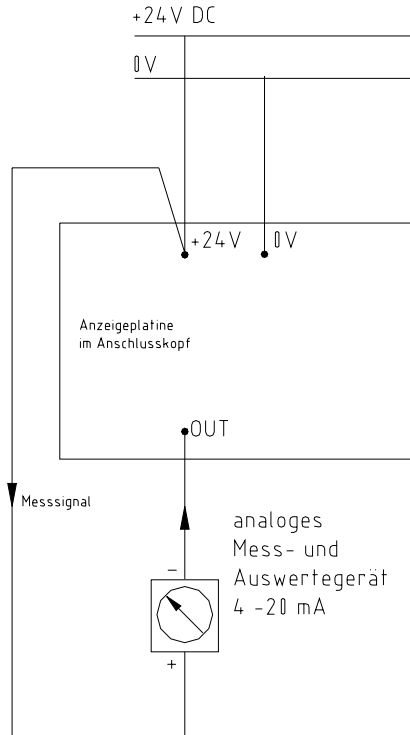 +24V DC
0V
+24V
0V
Anzeigeplatine
im Anschlusskopf
OUT
Messsignal
analoges
Mess- und
Auswertegerät
4 -20 mA
-
+